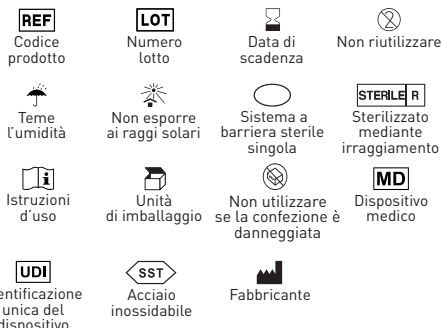 REF
LOT
Codice
prodotto
Numero
lotto
Data di
scadenza
Non riutilizzare
STERILE R
Teme
l'umidità
Non esporre
ai raggi solari
Sistema a
barriera sterile
singola
Sterilizzato
mediante
irraggiamento
i
MD
Istruzioni
d'uso
Unità
di imballaggio
Non utilizzare
se la confezione è
danneggiata
Dispositivo
medico
UDI
SST
entificazione
unica del
dispositivo
Acciaio
inossidabile
Fabbricante